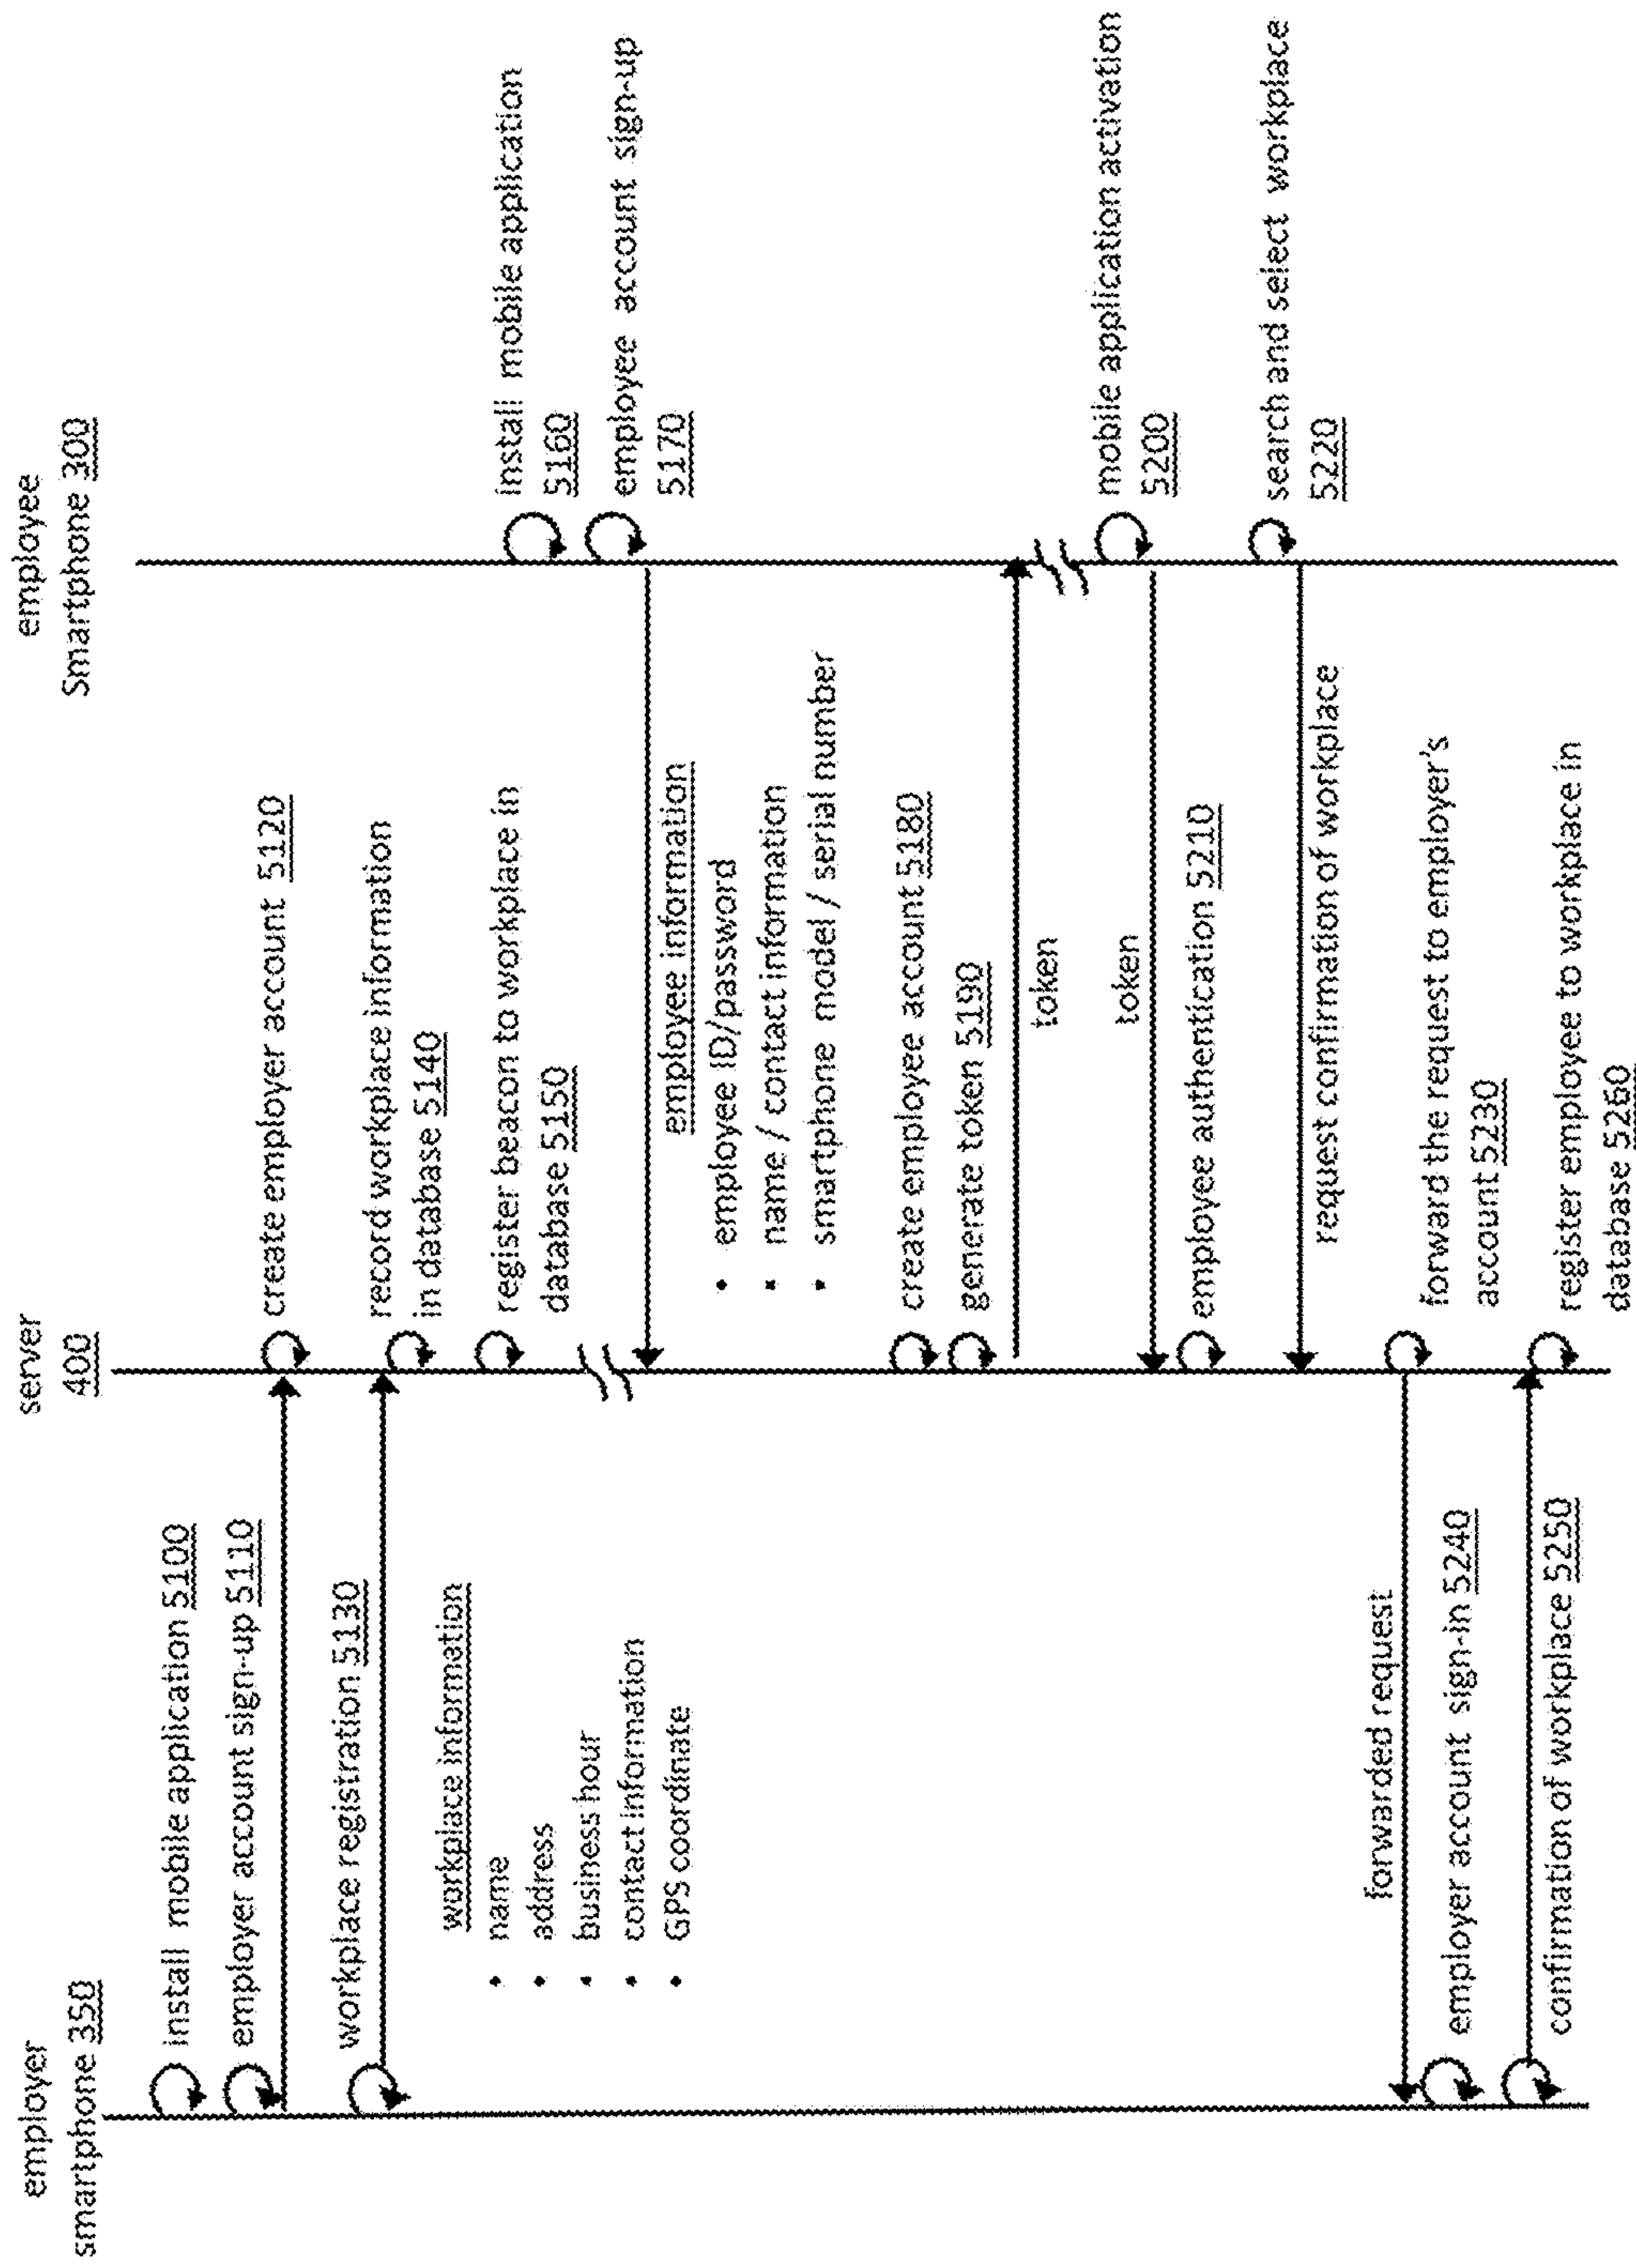 employer
smartphone 350
server
400
employee
Smartphone 300
install mobile application 5100
employer account sign-up 5110
create employer account 5120
workplace registration 5130
workplace information
• name
• address
• business hour
• contact information
• GPS coordinate
record workplace information
in database 5140
register beacon to workplace in
database 5150
install mobile application
5160
employee account sign-up
5170
employee information
• employee ID/password
• name / contact information
• smartphone model / serial number
create employee account 5180
generate token 5190
token
mobile application activation
5200
token
employee authentication 5210
search and select workplace
5220
request confirmation of workplace
forward the request to employer's
account 5230
forwarded request
employer account sign-in 5240
confirmation of workplace 5250
register employee to workplace in
database 5260